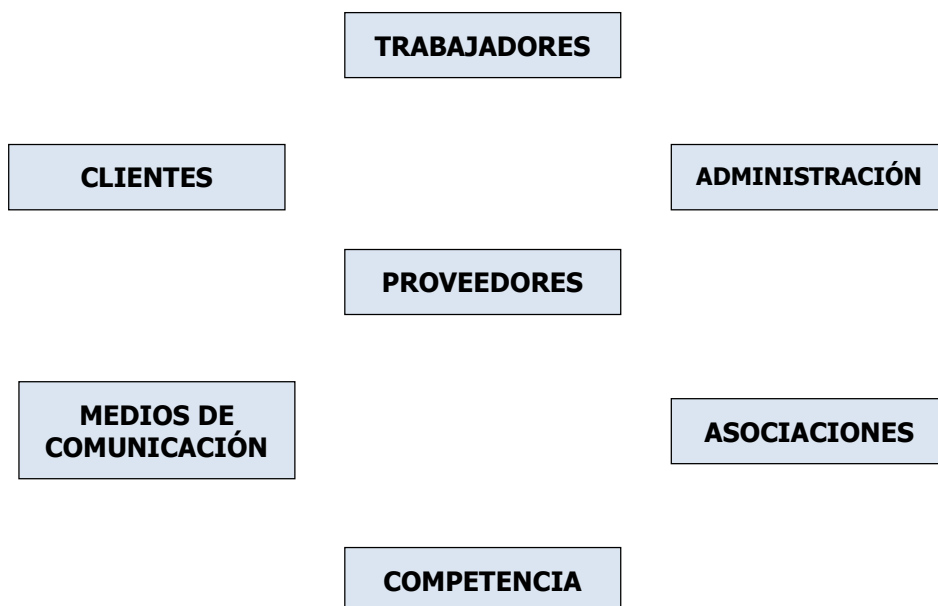 TRABAJADORES
CLIENTES
ADMINISTRACIÓN
PROVEEDORES
MEDIOS DE
COMUNICACIÓN
ASOCIACIONES
COMPETENCIA